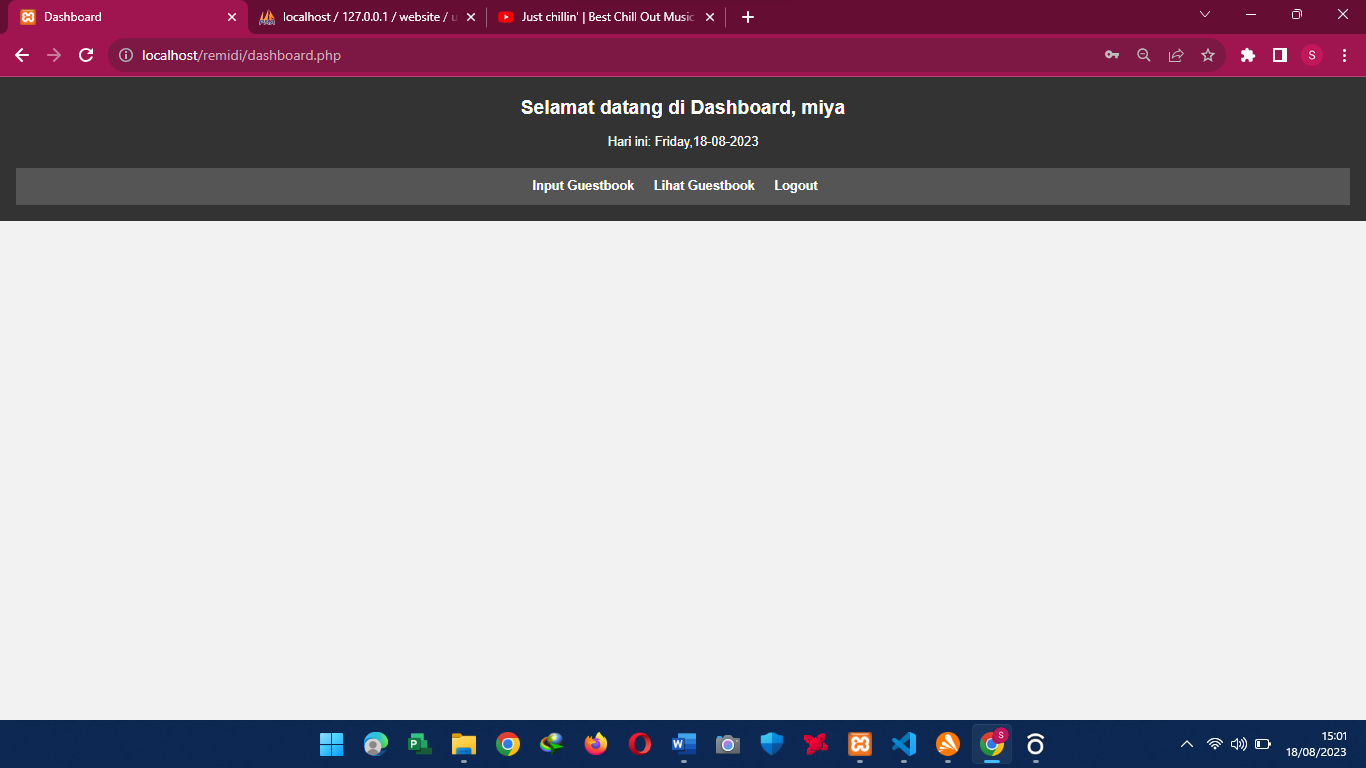 Dashboard
localhost / 127.0.0.1 / website / u
Just chillin' | Best Chill Out Music
localhost/remidi/dashboard.php
S
Selamat datang di Dashboard, miya
Hari ini: Friday,18-08-2023
Input Guestbook Lihat Guestbook Logout
S
15:01
18/08/2023